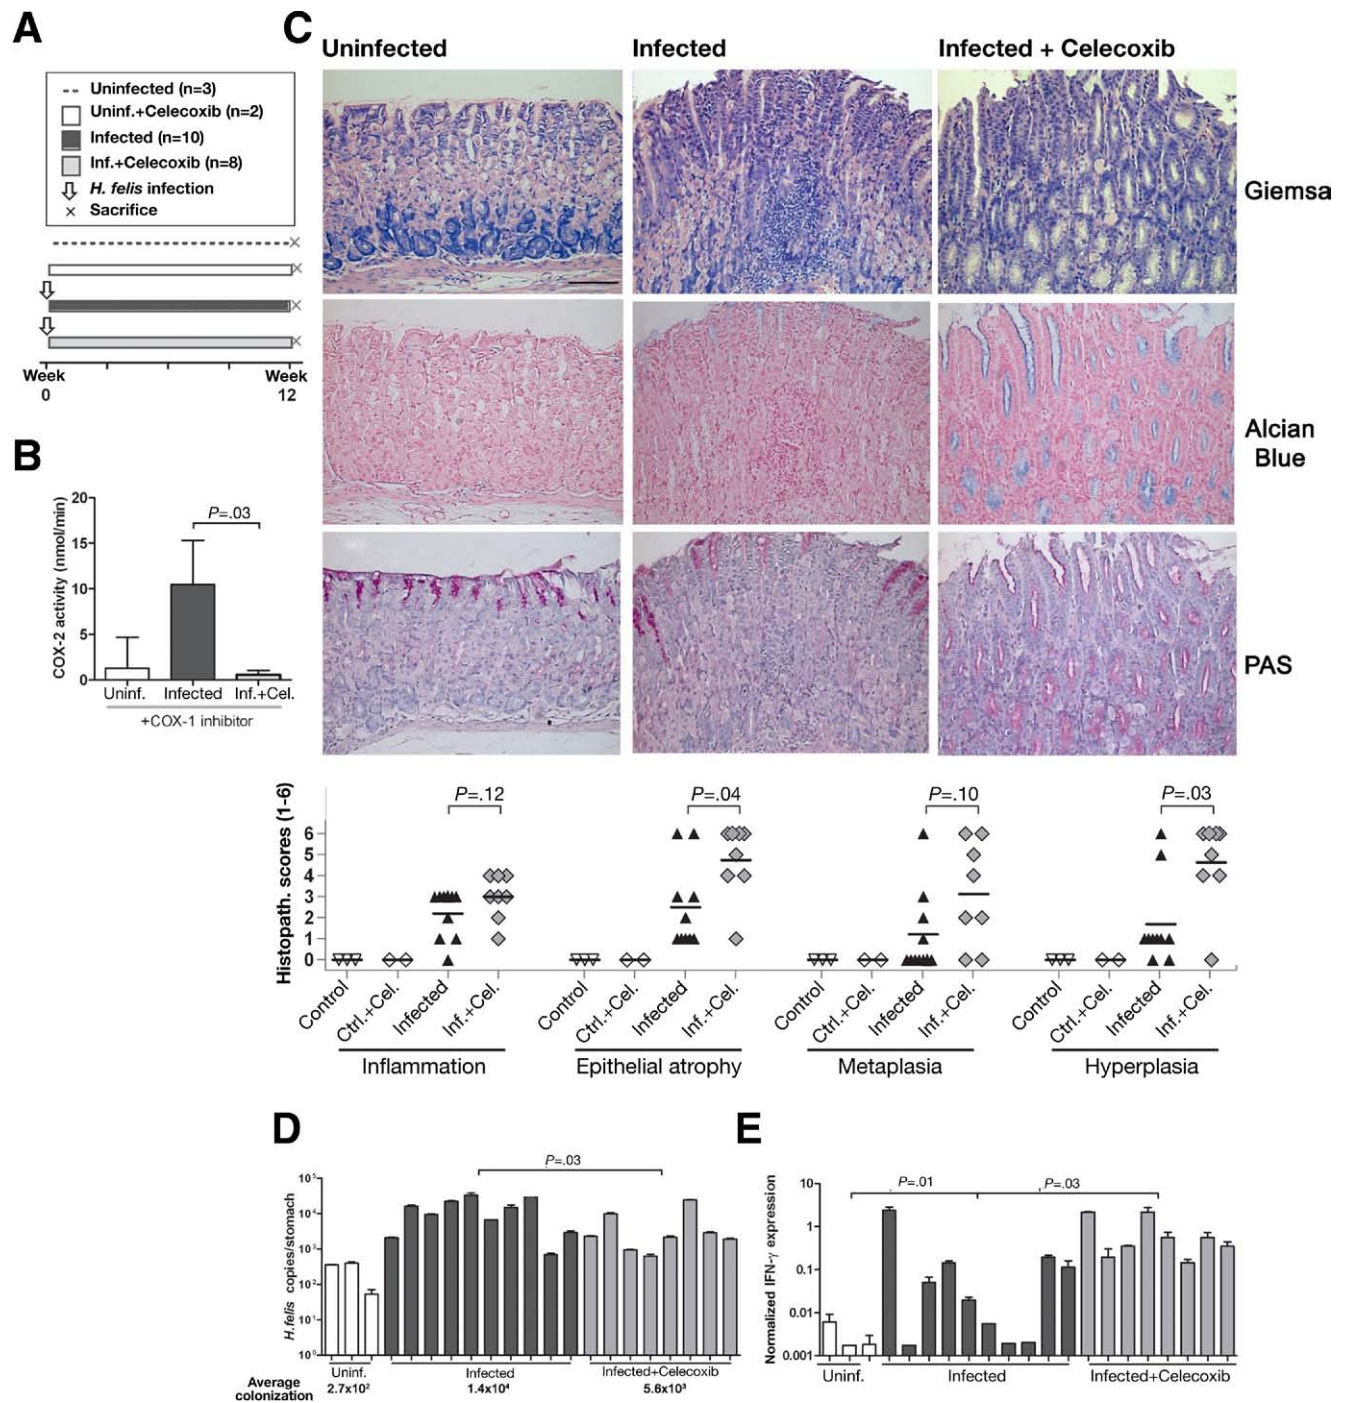 A
Uninfected (n=3)
Uninf.+Celecoxib (n=2)
Infected (n=10)
Inf.+Celecoxib (n=8)
H. felis infection
Sacrifice
Week 0
Week 12
B
COX-2 activity (nmol/min)
20
15
10
5
0
P=.03
Uninf. Infected Inf.+Cel.
+COX-1 inhibitor
C
Uninfected Infected Infected + Celecoxib
Giemsa
Alcian
Blue
PAS
Histopath. scores (1-6)
6
5
4
3
2
1
0
P=.12 P=.04 P=.10 P=.03
Control Ctrl.+Cel. Infected Inf.+Cel. Control Ctrl.+Cel. Infected Inf.+Cel. Control Ctrl.+Cel. Infected Inf.+Cel. Control Ctrl.+Cel. Infected Inf.+Cel.
Inflammation Epithelial atrophy Metaplasia Hyperplasia
D
H.felis copies/stomach
10⁵
10⁴
10³
10²
10¹
10⁰
P=.03
Uninf. Infected Infected+Celecoxib
Average
colonization
2.7x10² 1.4x10⁴ 5.6x10³
E
Normalized IFN-γ expression
10
1
0.1
0.01
0.001
P=.01 P=.03
Uninf. Infected Infected+Celecoxib